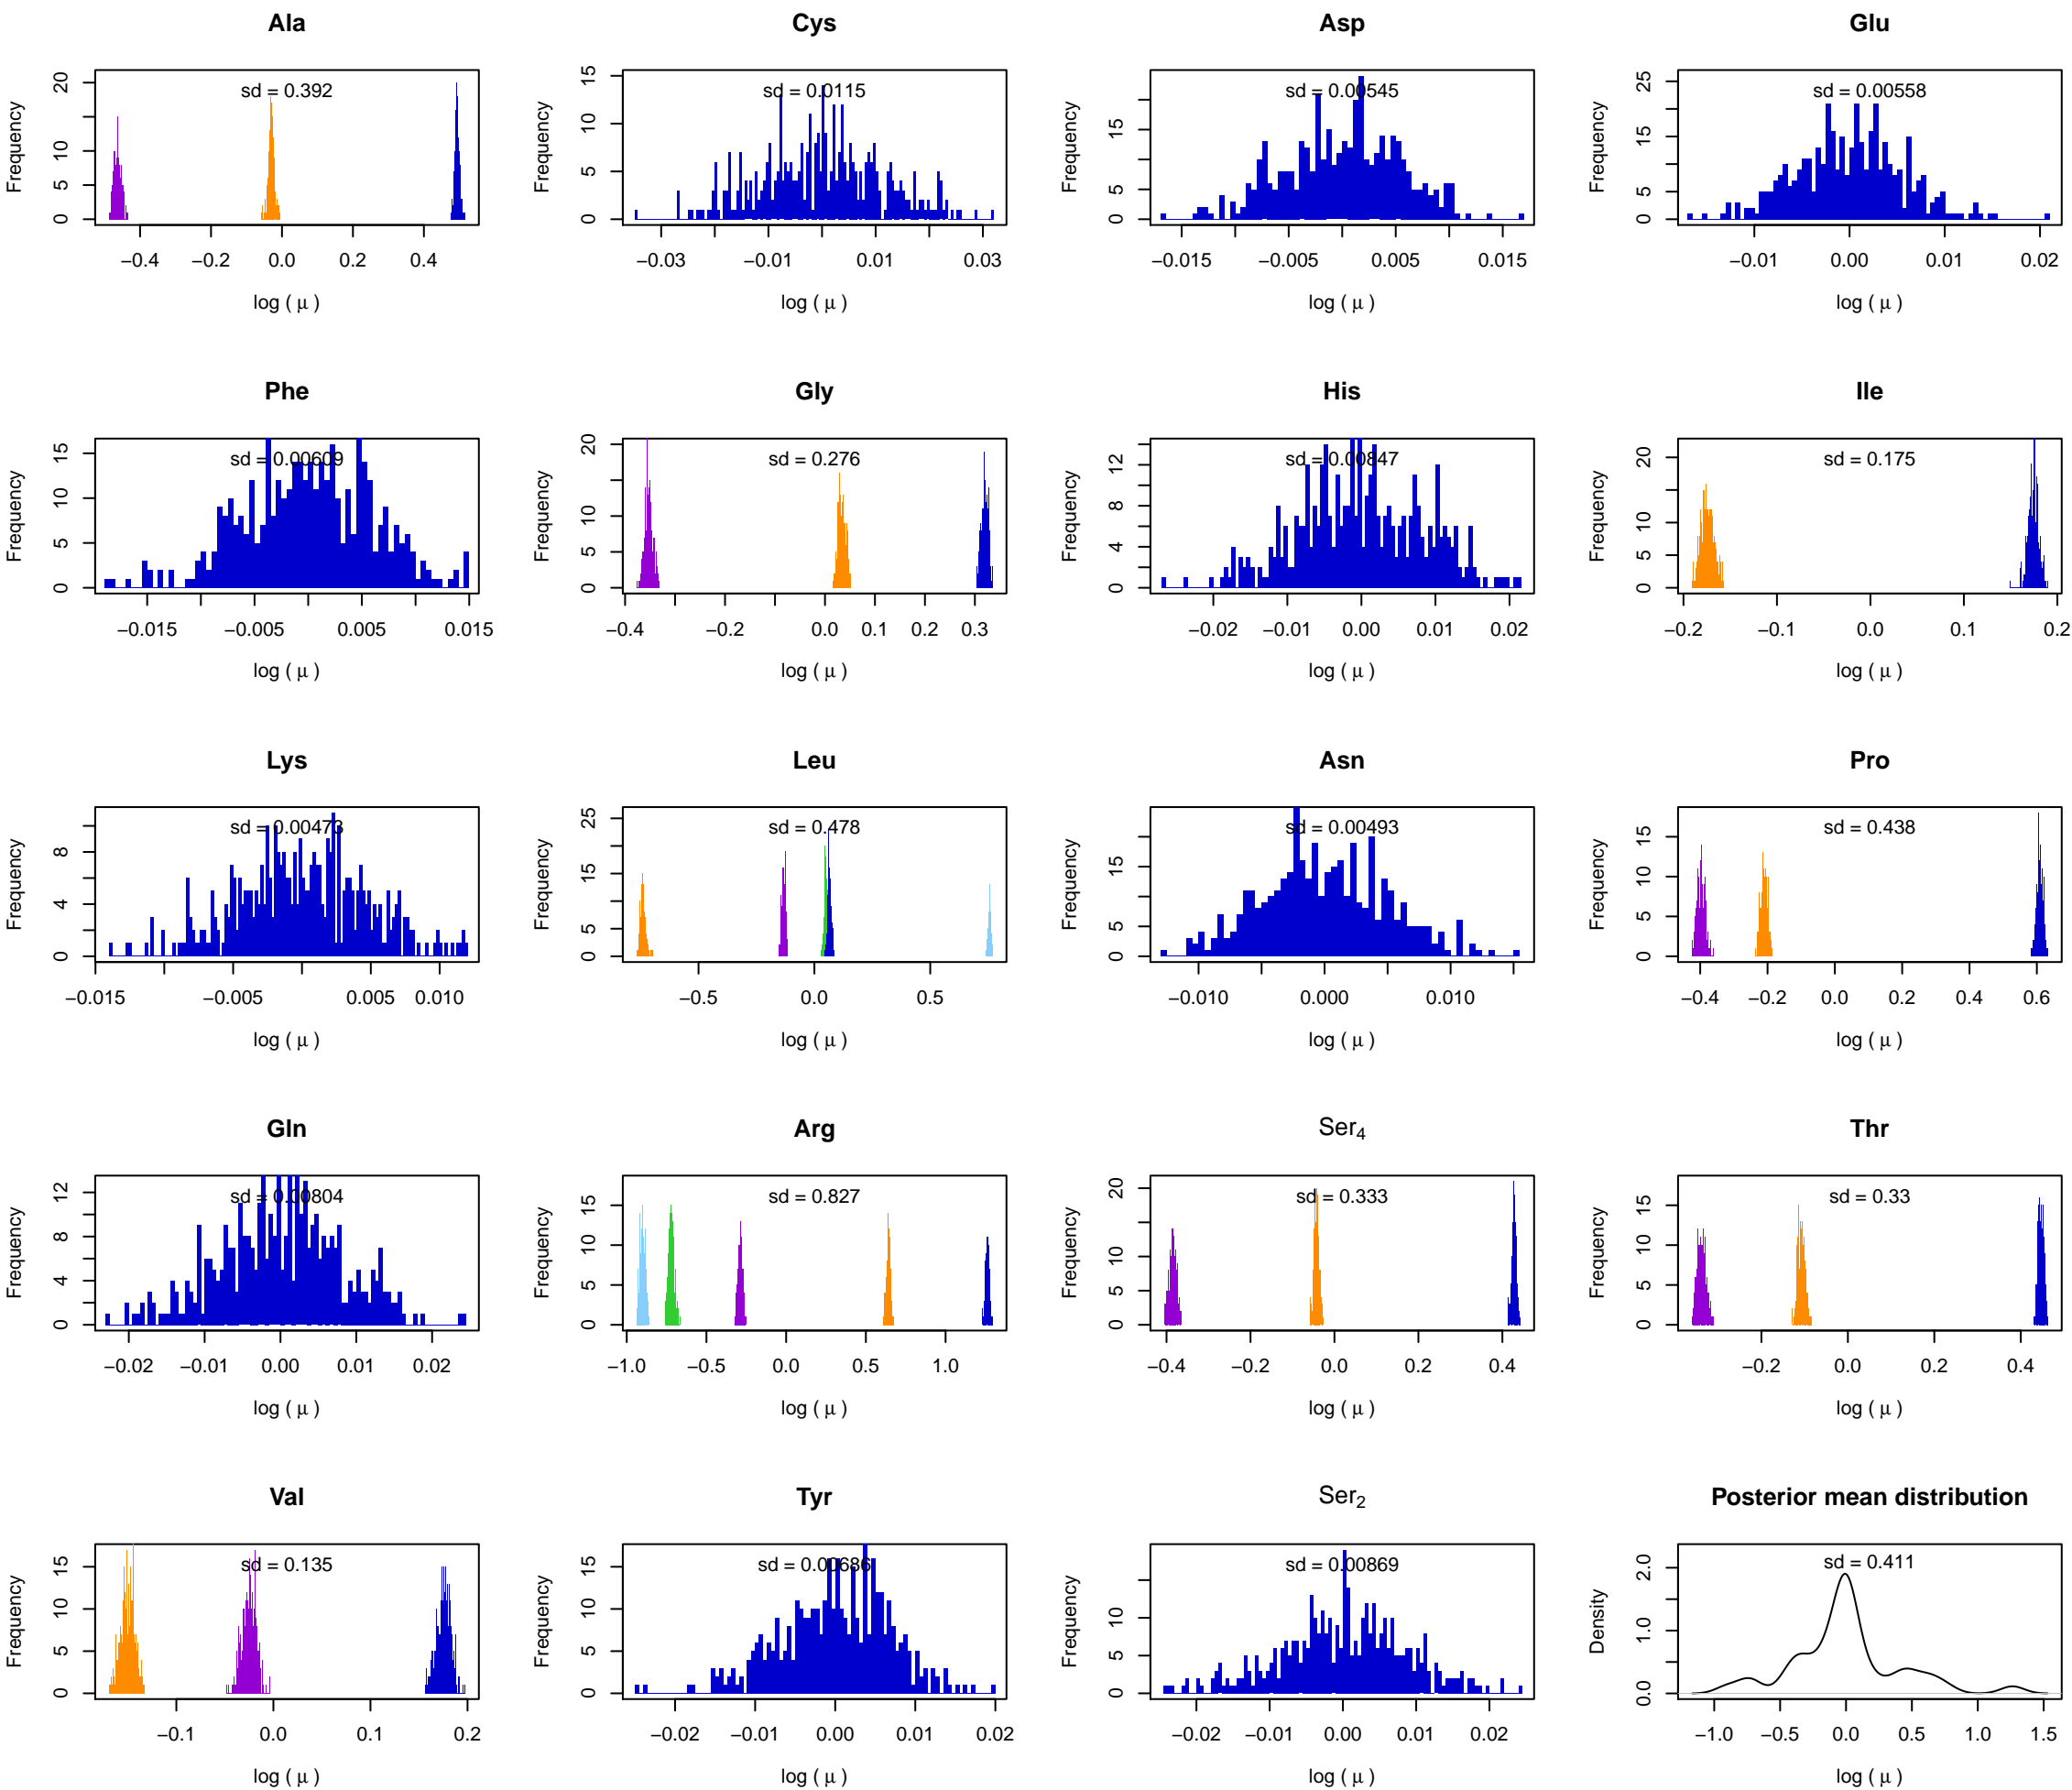 Ala
sd = 0.392
Frequency
0 5 10 20
−0.4 −0.2 0.0 0.2 0.4
log ( μ )
Cys
sd = 0.0115
Frequency
0 5 10 15
−0.03 −0.01 0.01 0.03
log ( μ )
Asp
sd = 0.00545
Frequency
0 5 15
−0.015 −0.005 0.005 0.015
log ( μ )
Glu
sd = 0.00558
Frequency
0 5 15 25
−0.01 0.00 0.01 0.02
log ( μ )
Phe
sd = 0.00609
Frequency
0 5 10 15
−0.015 −0.005 0.005 0.015
log ( μ )
Gly
sd = 0.276
Frequency
0 5 10 20
−0.4 −0.2 0.0 0.1 0.2 0.3
log ( μ )
His
sd = 0.00847
Frequency
0 4 8 12
−0.02 −0.01 0.00 0.01 0.02
log ( μ )
Ile
sd = 0.175
Frequency
0 5 10 20
−0.2 −0.1 0.0 0.1 0.2
log ( μ )
Lys
sd = 0.00473
Frequency
0 4 8
−0.015 −0.005 0.005 0.010
log ( μ )
Leu
sd = 0.478
Frequency
0 5 15 25
−0.5 0.0 0.5
log ( μ )
Asn
sd = 0.00493
Frequency
0 5 15
−0.010 0.000 0.010
log ( μ )
Pro
sd = 0.438
Frequency
0 5 10 15
−0.4 −0.2 0.0 0.2 0.4 0.6
log ( μ )
Gln
sd = 0.00804
Frequency
0 4 8 12
−0.02 −0.01 0.00 0.01 0.02
log ( μ )
Arg
sd = 0.827
Frequency
0 5 10 15
−1.0 −0.5 0.0 0.5 1.0
log ( μ )
Ser₄
sd = 0.333
Frequency
0 5 10 20
−0.4 −0.2 0.0 0.2 0.4
log ( μ )
Thr
sd = 0.33
Frequency
0 5 10 15
−0.2 0.0 0.2 0.4
log ( μ )
Val
sd = 0.135
Frequency
0 5 10 15
−0.1 0.0 0.1 0.2
log ( μ )
Tyr
sd = 0.00686
Frequency
0 5 10 15
−0.02 −0.01 0.00 0.01 0.02
log ( μ )
Ser₂
sd = 0.00869
Frequency
0 5 10
−0.02 −0.01 0.00 0.01 0.02
log ( μ )
Posterior mean distribution
sd = 0.411
Density
0.0 1.0 2.0
−1.0 −0.5 0.0 0.5 1.0 1.5
log ( μ )